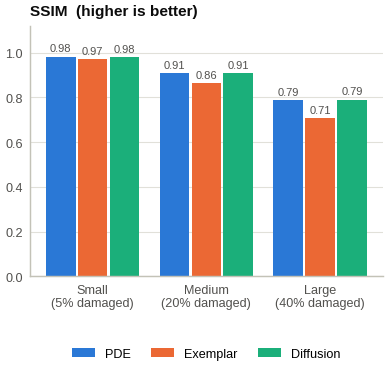 SSIM  (higher is better)
1.0
0.8
0.6
0.4
0.2
0.0
0.98 0.97 0.98
0.91 0.86 0.91
0.79 0.71 0.79
Small Medium Large
(5% damaged) (20% damaged) (40% damaged)
PDE Exemplar Diffusion